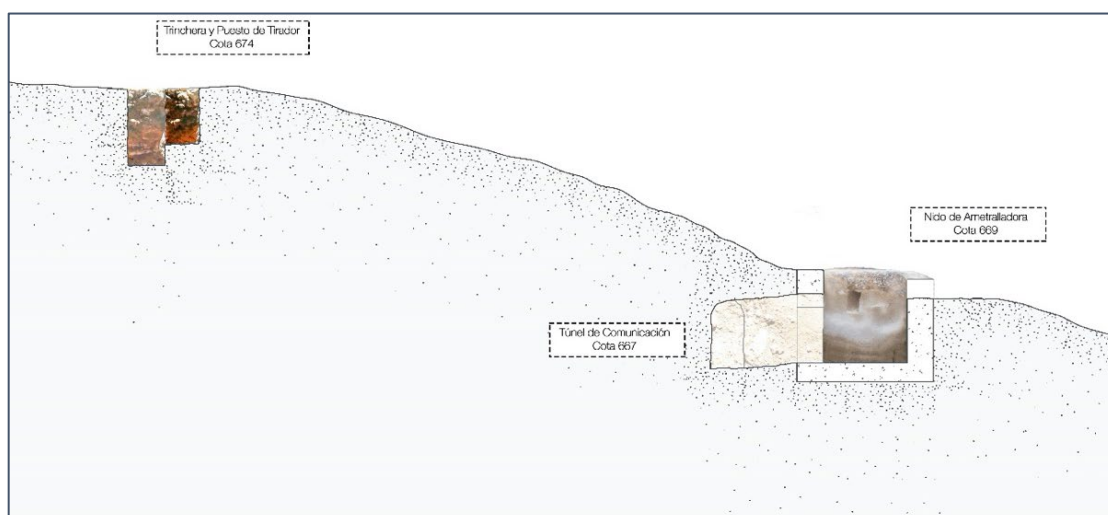 Trinchera y Puesto de Tirador
Cota 674
Nido de Ametralladora
Cota 669
Túnel de Comunicación
Cota 667